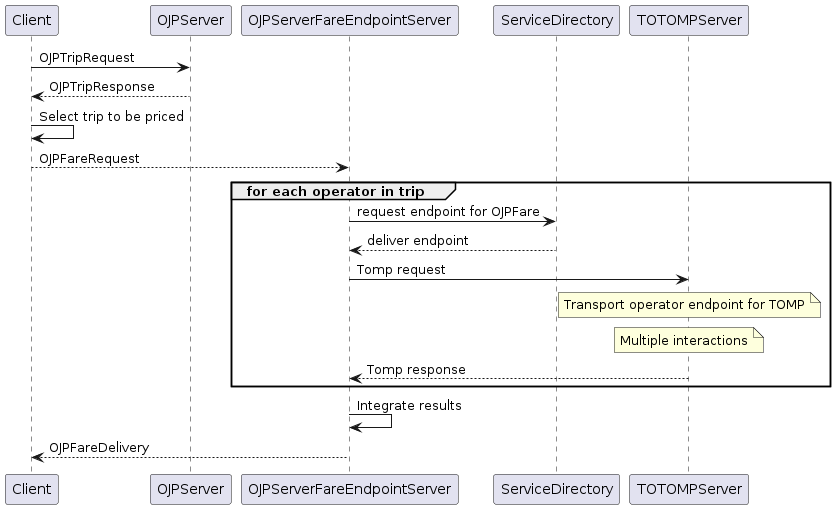 Client OJPServer OJPServerFareEndpointServer ServiceDirectory TOTOMPServer
OJPTripRequest
OJPTripResponse
Select trip to be priced
OJPFareRequest
for each operator in trip
request endpoint for OJPFare
deliver endpoint
Tomp request
Transport operator endpoint for TOMP
Multiple interactions
Tomp response
Integrate results
OJPFareDelivery
Client OJPServer OJPServerFareEndpointServer ServiceDirectory TOTOMPServer